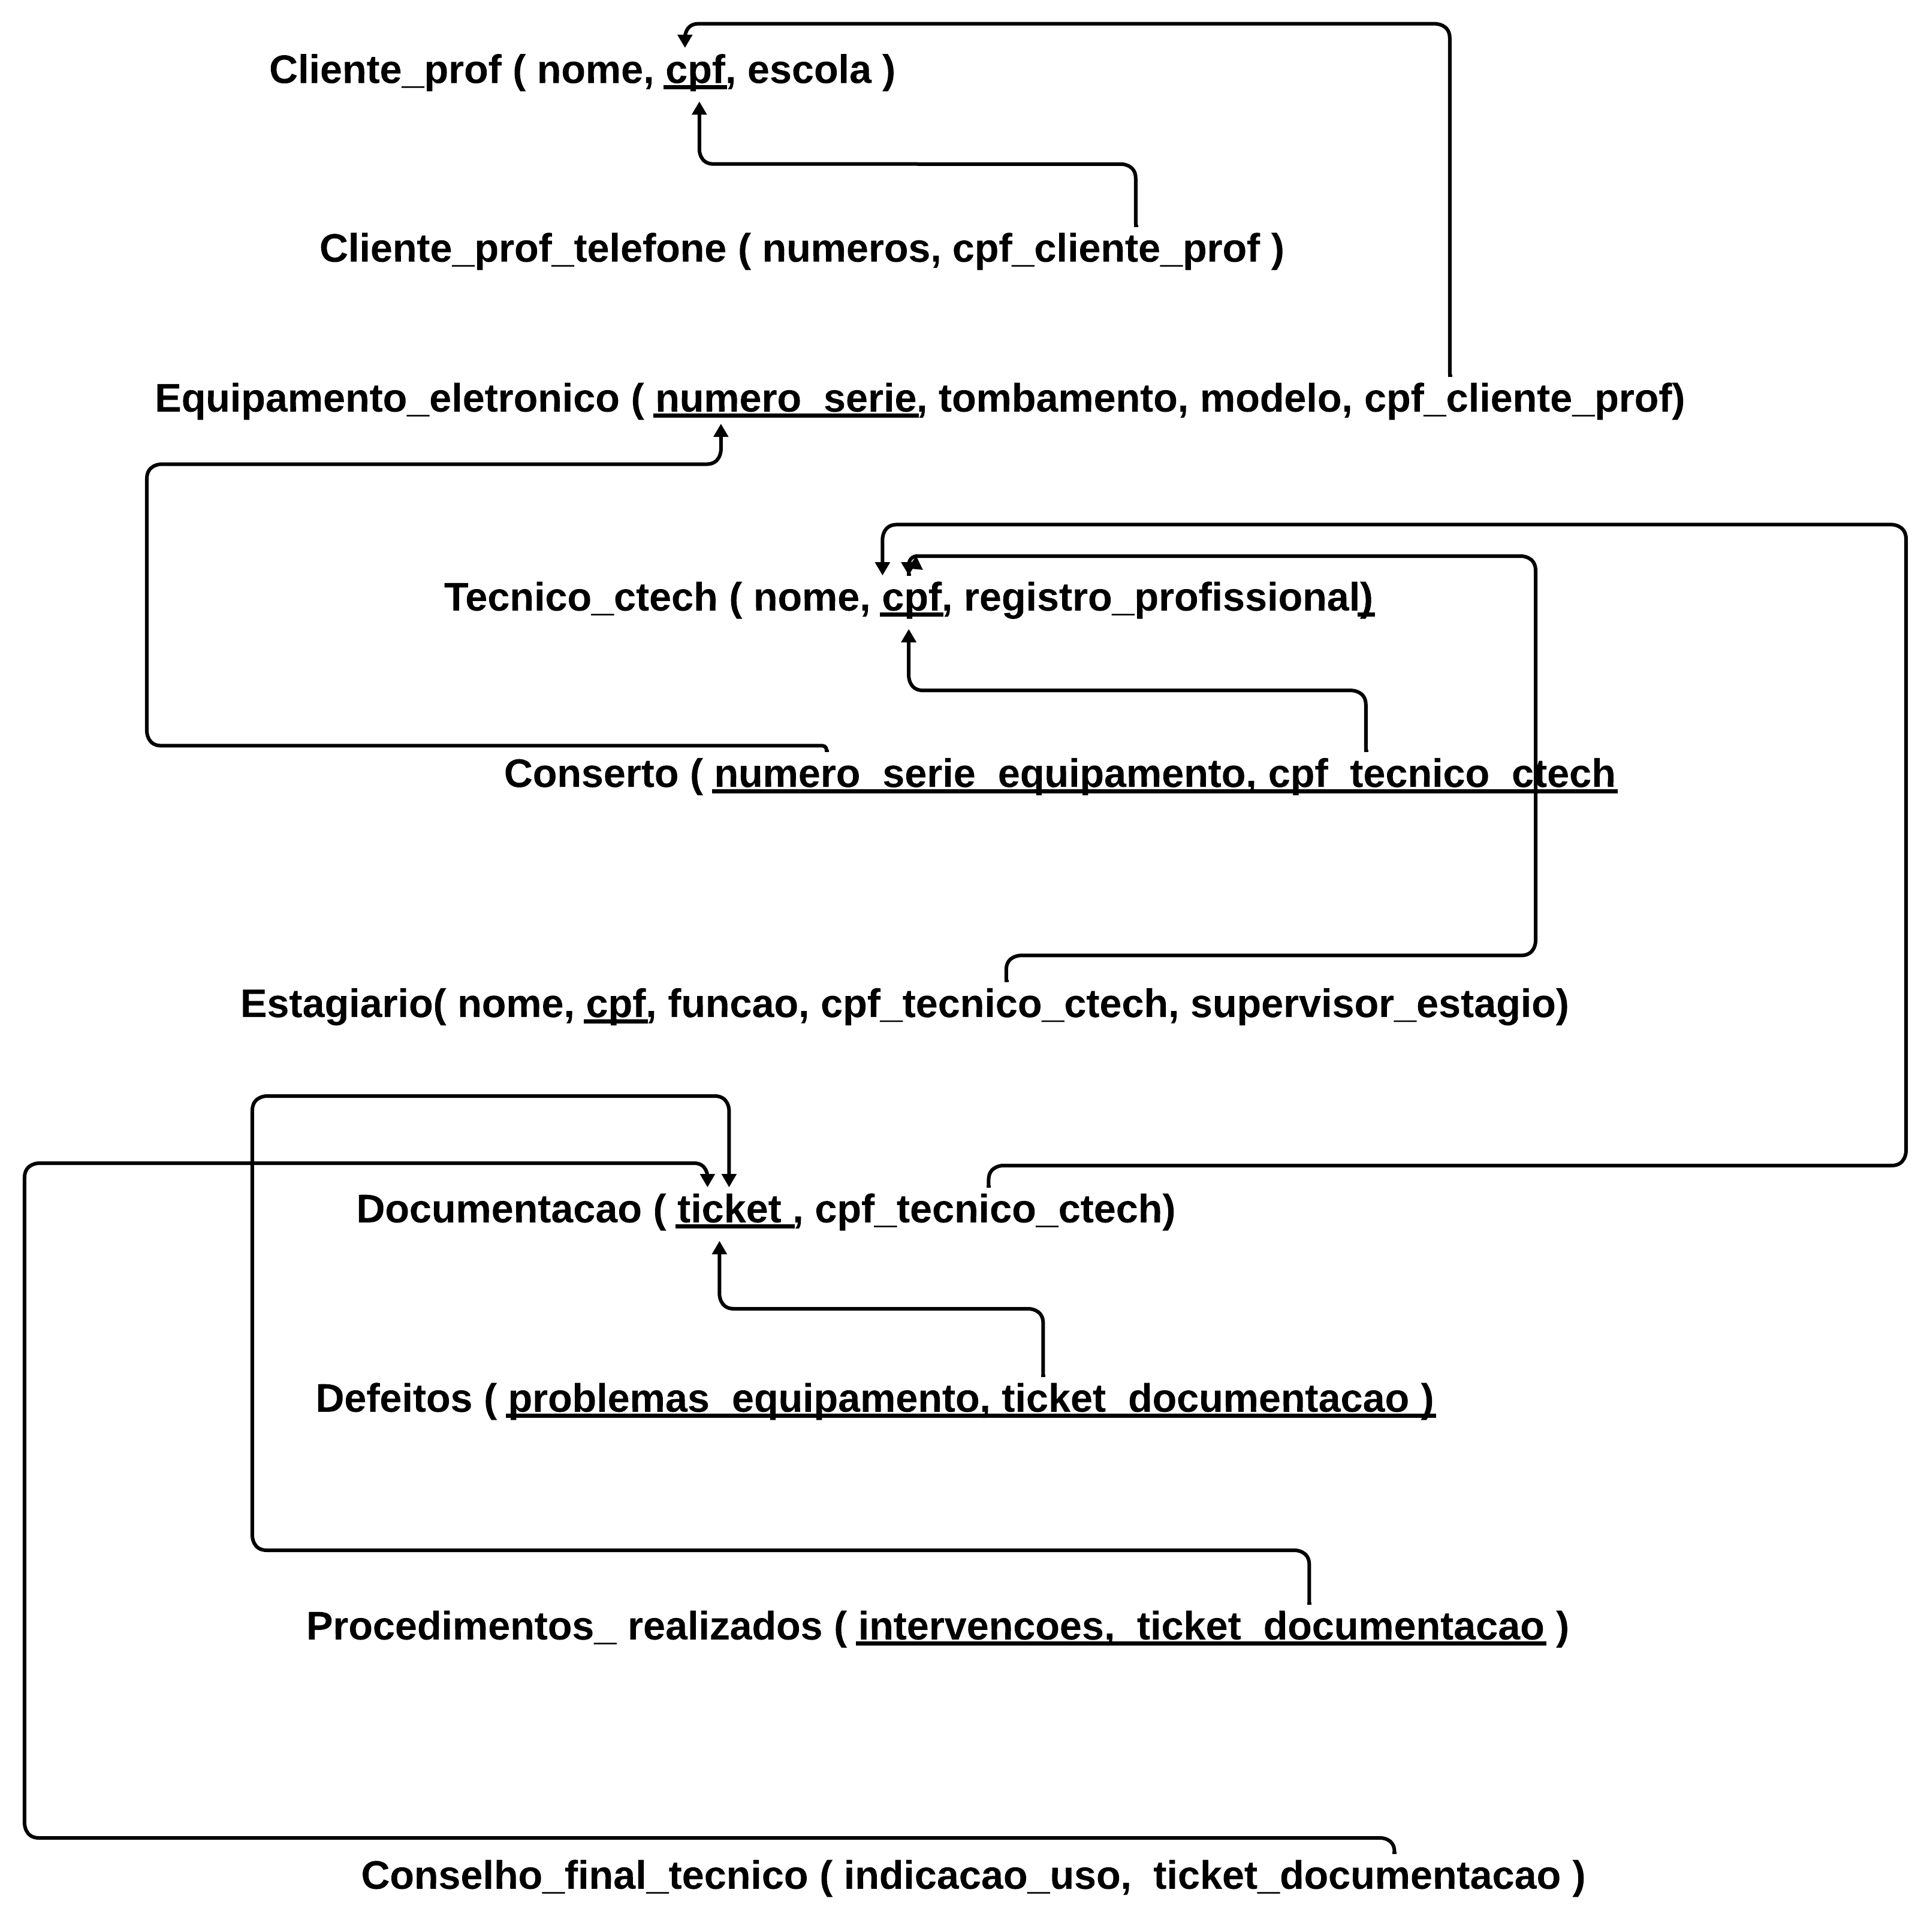 Cliente_prof ( nome, cpf, escola )
Cliente_prof_telefone ( numeros, cpf_cliente_prof )
Equipamento_eletronico ( numero_serie, tombamento, modelo, cpf_cliente_prof)
Tecnico_ctech ( nome, cpf, registro_profissional)
Conserto ( numero_serie_equipamento, cpf_tecnico_ctech
Estagiario( nome, cpf, funcao, cpf_tecnico_ctech, supervisor_estagio)
Documentacao ( ticket , cpf_tecnico_ctech)
Defeitos ( problemas_equipamento, ticket_documentacao )
Procedimentos_ realizados ( intervencoes,  ticket_documentacao )
Conselho_final_tecnico ( indicacao_uso,  ticket_documentacao )